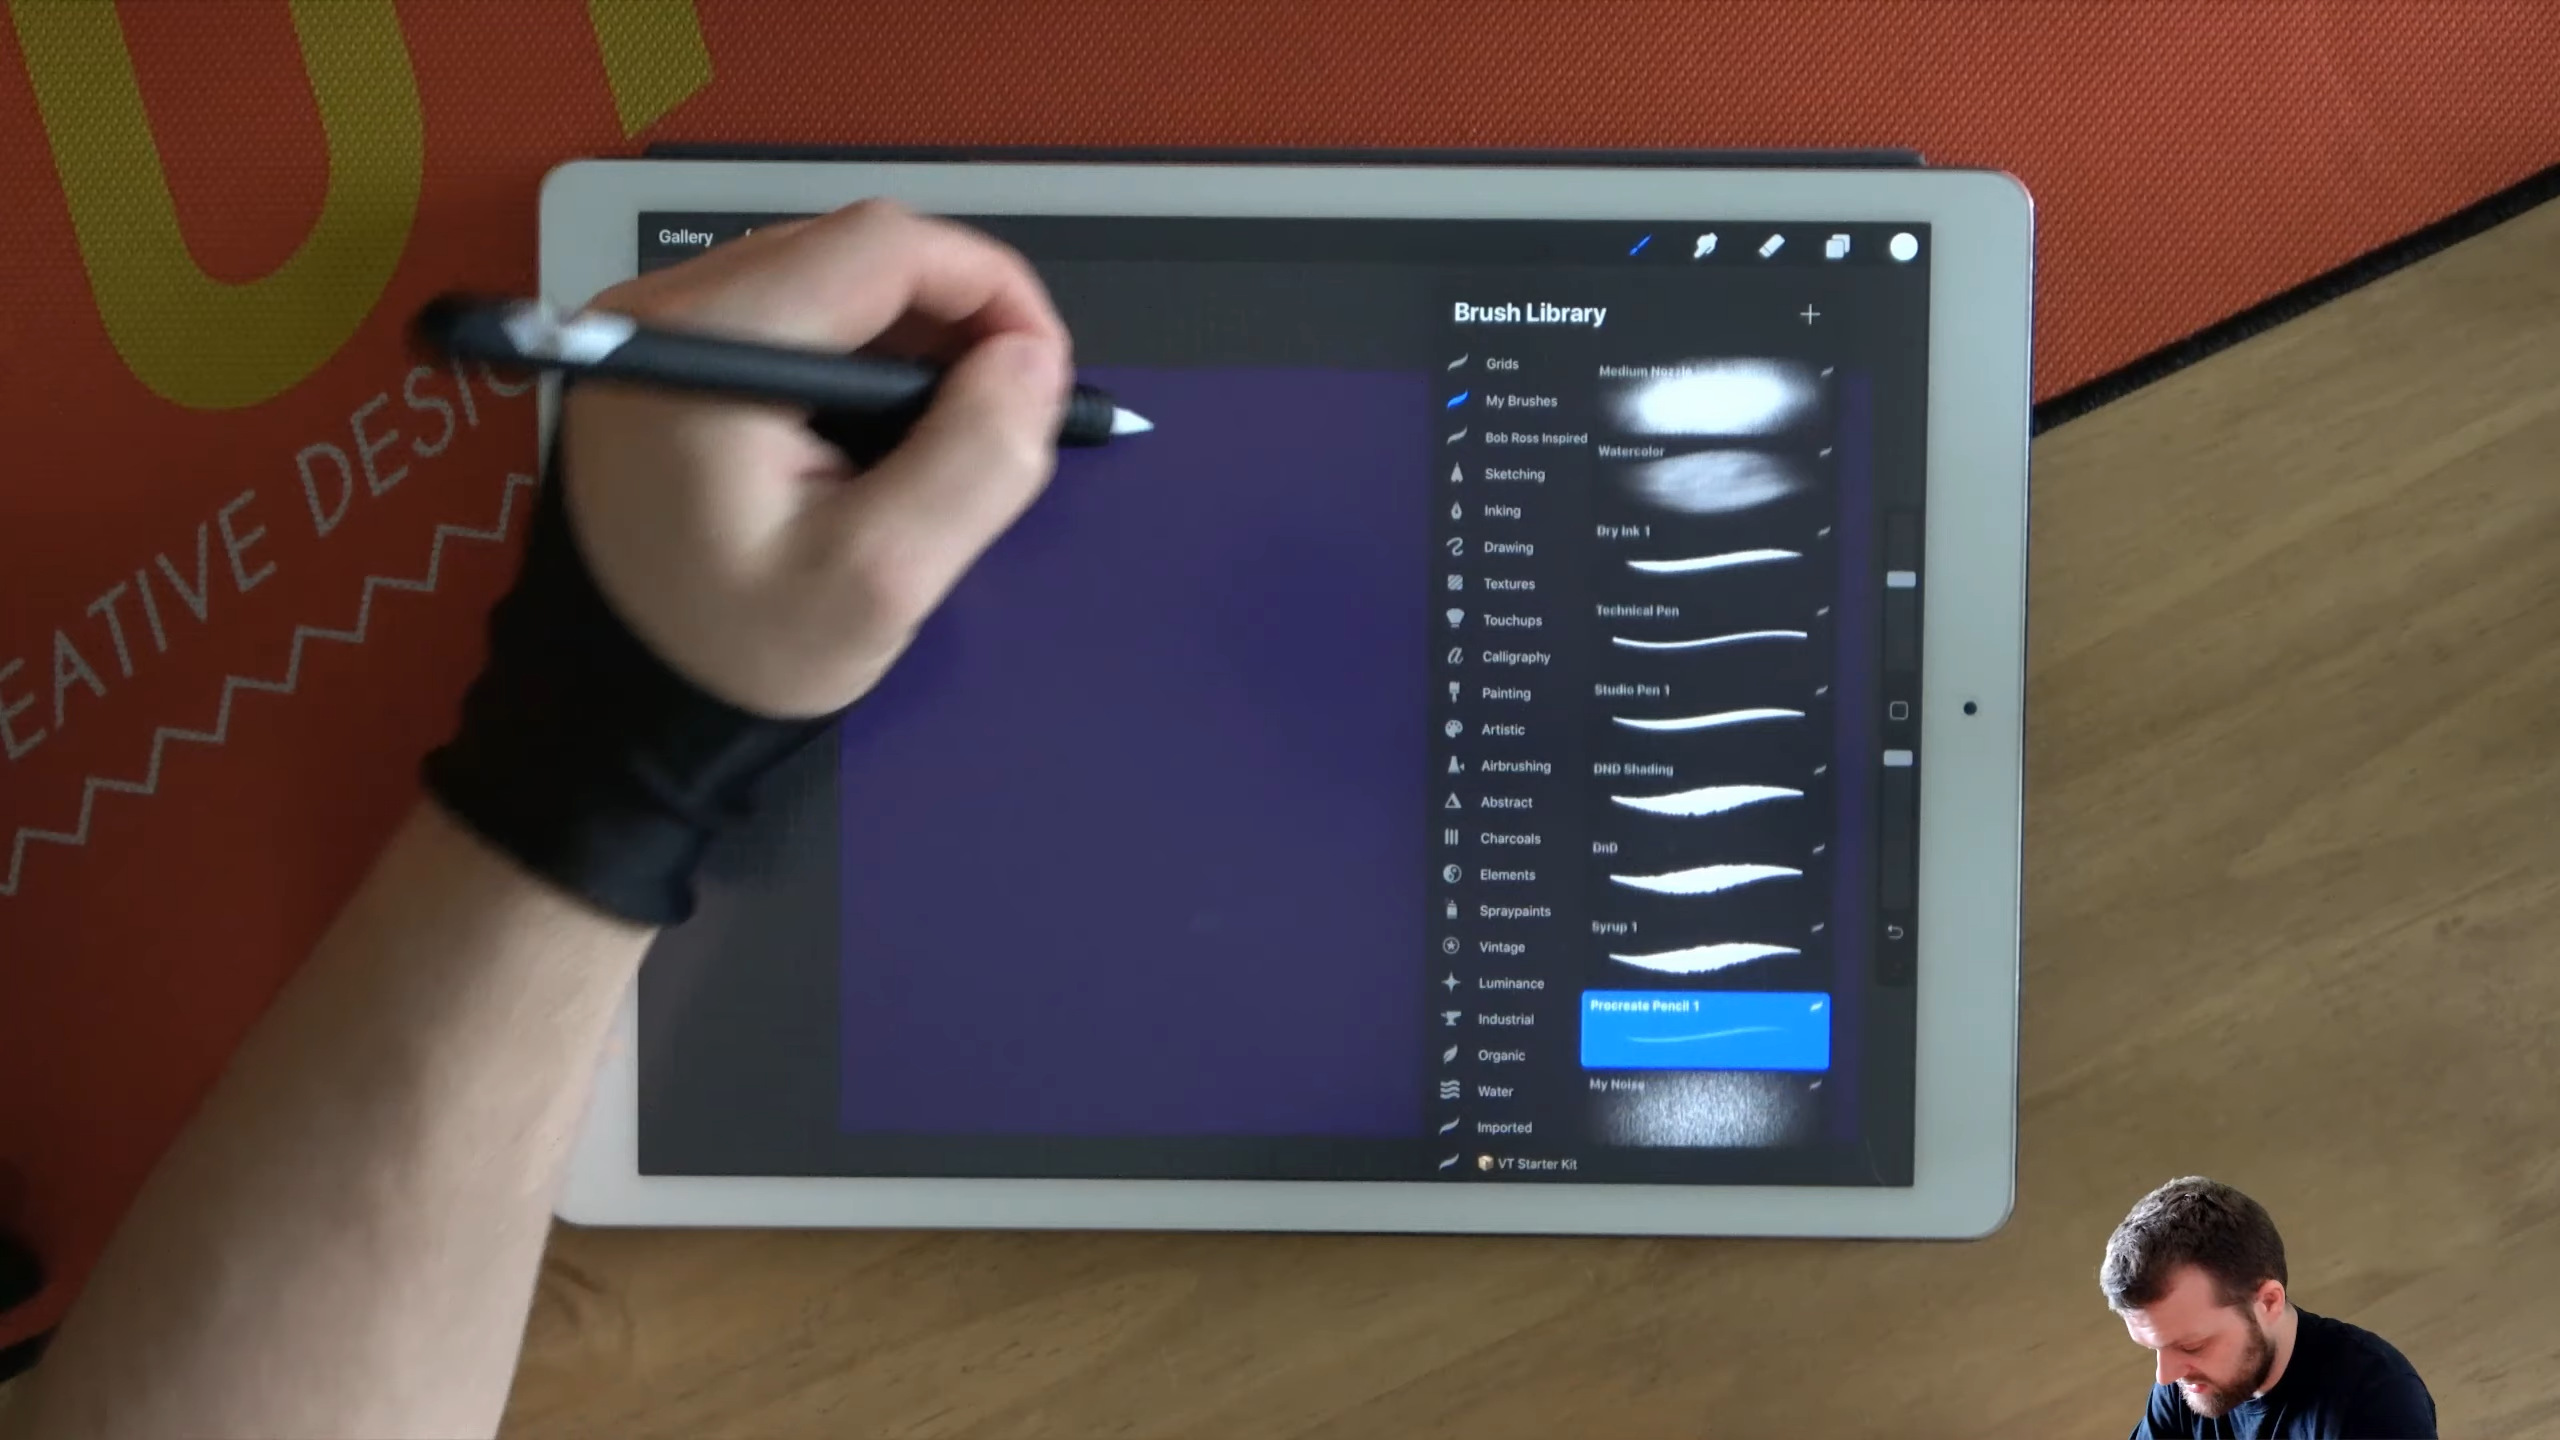 EATIVE DESIG
Gallery
Brush Library
Grids
My Brushes
Bob Ross Inspired
Sketching
Inking
Drawing
Textures
Touchups
Calligraphy
Painting
Artistic
Airbrushing
Abstract
Charcoals
Elements
Spraypaints
Vintage
Luminance
Industrial
Organic
Water
Imported
VT Starter Kit
Medium Nozzle
Watercolor
Dry Ink 1
Technical Pen
Studio Pen 1
DND Shading
DnD
Syrup 1
Procreate Pencil 1
My Noise